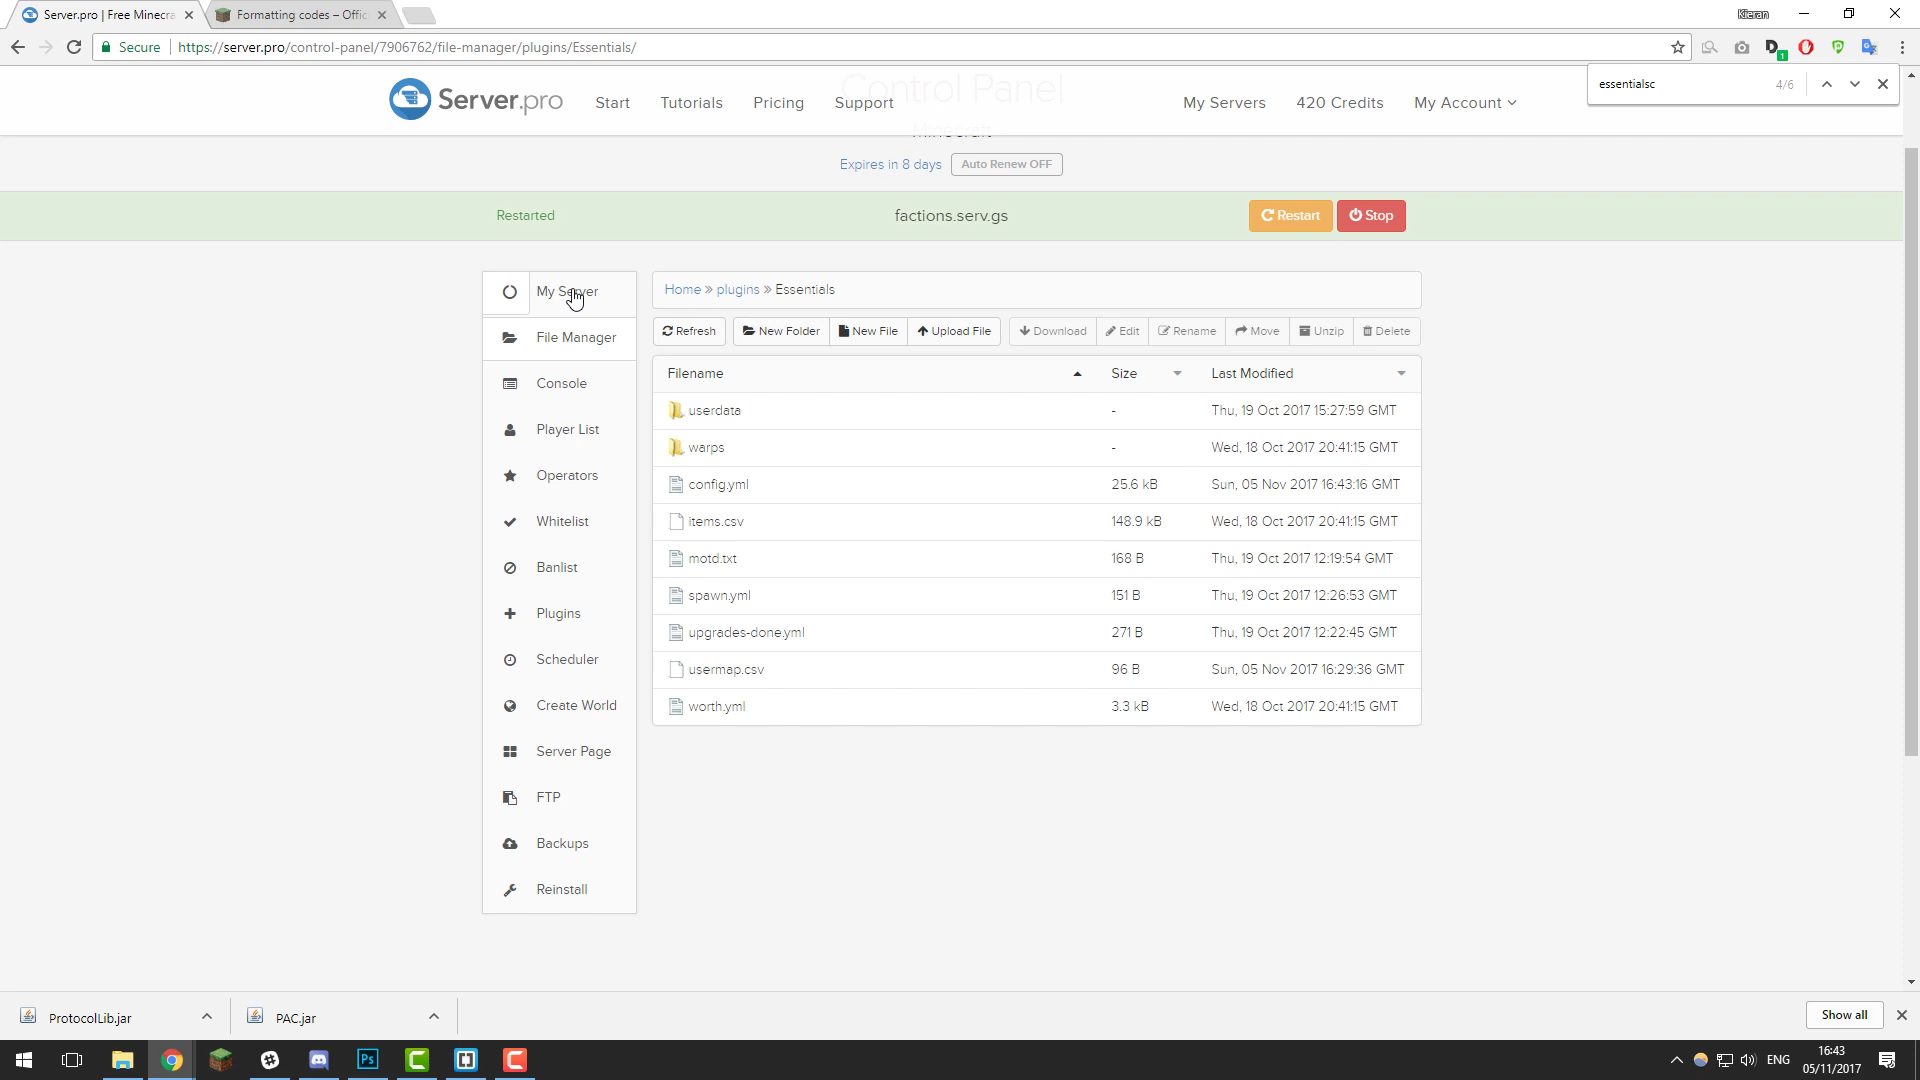 Server.pro | Free Minecra
Formatting codes – Offic
Kieran
Secure
https://server.pro/control-panel/7906762/file-manager/plugins/Essentials/
1
essentialsc
4/6
Server.pro
Start
Tutorials
Pricing
Support
Control Panel
My Servers
420 Credits
My Account
Minecraft
Expires in 8 days
Auto Renew OFF
Restarted
factions.serv.gs
Restart
Stop
My Server
File Manager
Console
Player List
Operators
Whitelist
Banlist
Plugins
Scheduler
Create World
Server Page
FTP
Backups
Reinstall
Home » plugins » Essentials
Refresh
New Folder
New File
Upload File
Download
Edit
Rename
Move
Unzip
Delete
Filename Size Last Modified
userdata - Thu, 19 Oct 2017 15:27:59 GMT
warps - Wed, 18 Oct 2017 20:41:15 GMT
config.yml 25.6 kB Sun, 05 Nov 2017 16:43:16 GMT
items.csv 148.9 kB Wed, 18 Oct 2017 20:41:15 GMT
motd.txt 168 B Thu, 19 Oct 2017 12:19:54 GMT
spawn.yml 151 B Thu, 19 Oct 2017 12:26:53 GMT
upgrades-done.yml 271 B Thu, 19 Oct 2017 12:22:45 GMT
usermap.csv 96 B Sun, 05 Nov 2017 16:29:36 GMT
worth.yml 3.3 kB Wed, 18 Oct 2017 20:41:15 GMT
ProtocolLib.jar
PAC.jar
Show all
Ps
ENG
16:43
05/11/2017